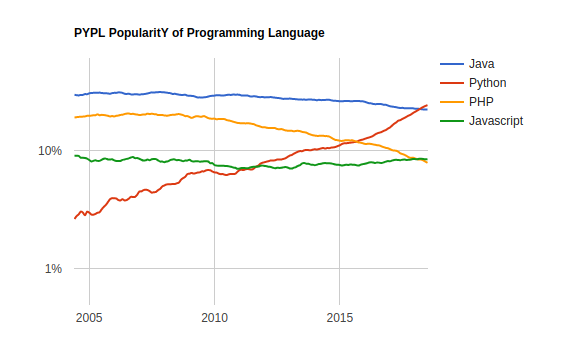 PYPL PopularitY of Programming Language
Java
Python
PHP
Javascript
10%
1%
2005 2010 2015